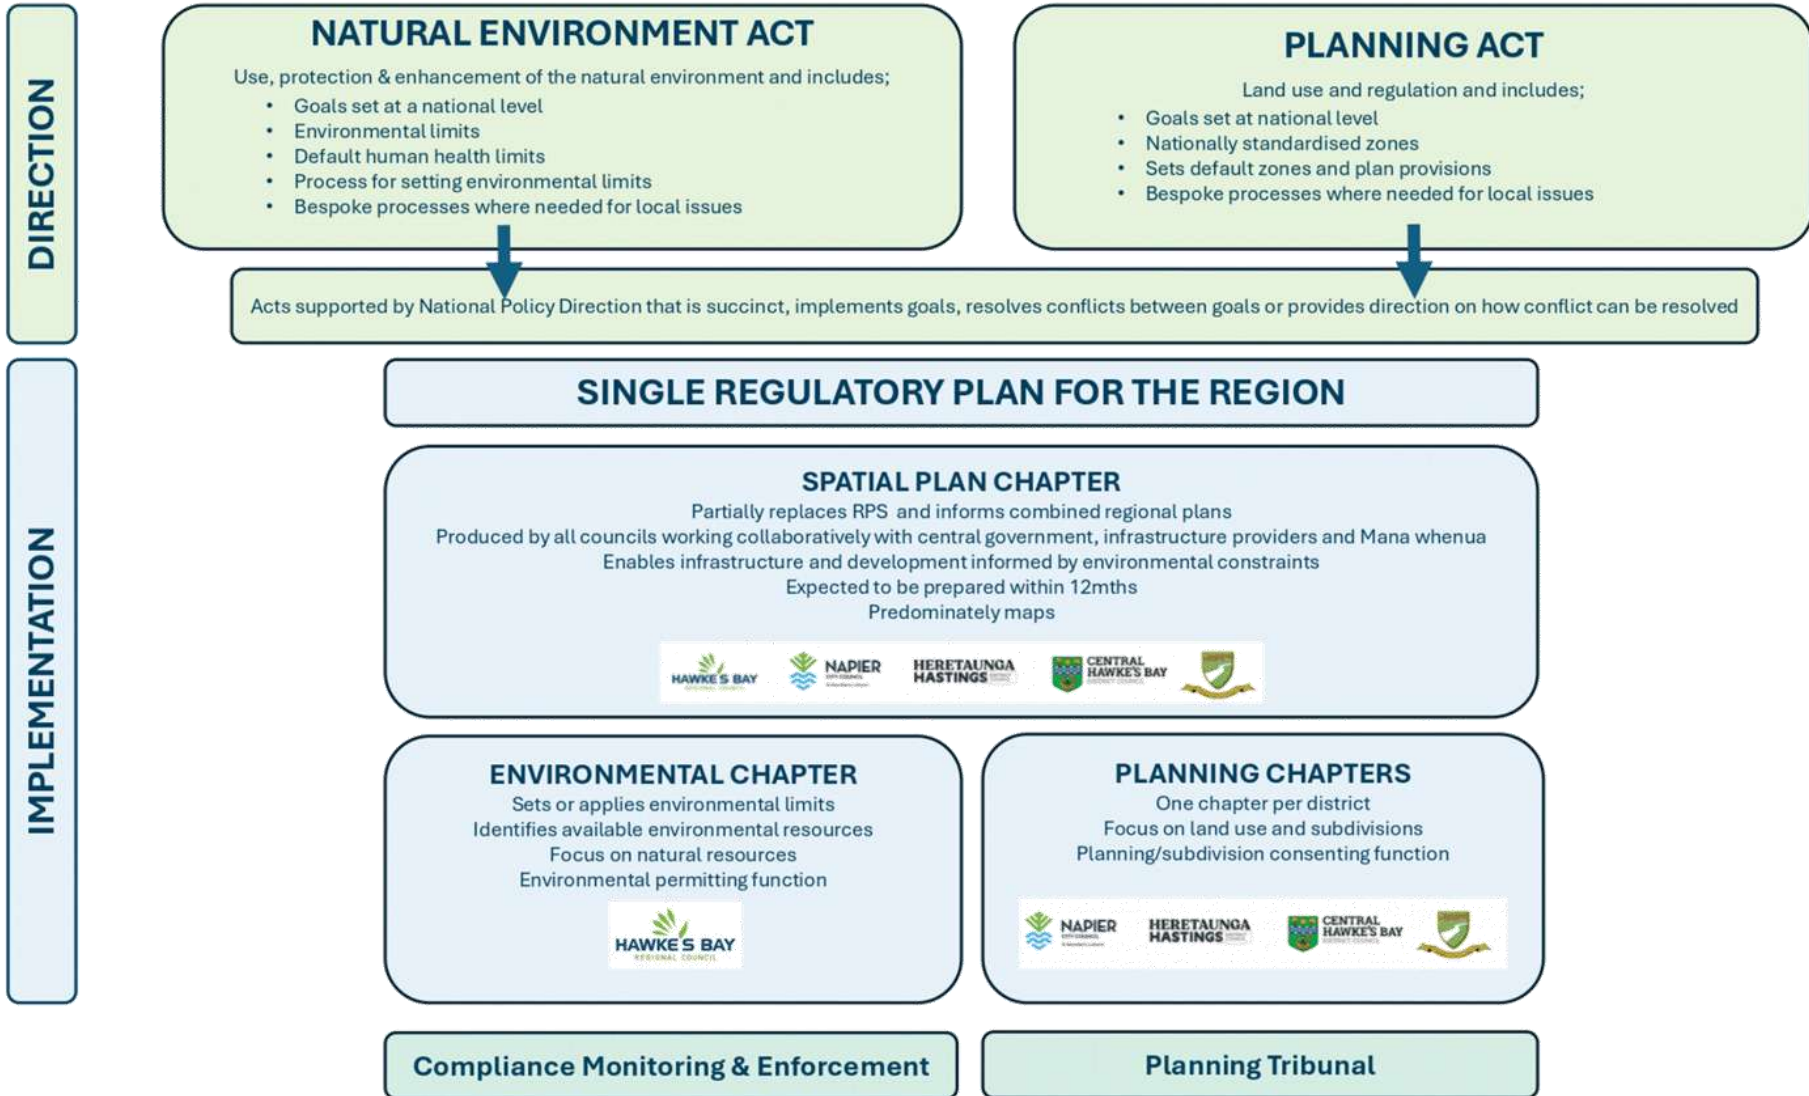 DIRECTION
NATURAL ENVIRONMENT ACT
Use, protection & enhancement of the natural environment and includes;
• Goals set at a national level
• Environmental limits
• Default human health limits
• Process for setting environmental limits
• Bespoke processes where needed for local issues
PLANNING ACT
Land use and regulation and includes;
• Goals set at national level
• Nationally standardised zones
• Sets default zones and plan provisions
• Bespoke processes where needed for local issues
Acts supported by National Policy Direction that is succinct, implements goals, resolves conflicts between goals or provides direction on how conflict can be resolved
IMPLEMENTATION
SINGLE REGULATORY PLAN FOR THE REGION
SPATIAL PLAN CHAPTER
Partially replaces RPS and informs combined regional plans
Produced by all councils working collaboratively with central government, infrastructure providers and Mana whenua
Enables infrastructure and development informed by environmental constraints
Expected to be prepared within 12mths
Predominately maps
HAWKE'S BAY
REGIONAL COUNCIL
NAPIER
CITY COUNCIL
HERETAUNGA
HASTINGS
CENTRAL
HAWKE'S BAY
DISTRICT COUNCIL
ENVIRONMENTAL CHAPTER
Sets or applies environmental limits
Identifies available environmental resources
Focus on natural resources
Environmental permitting function
HAWKE'S BAY
REGIONAL COUNCIL
PLANNING CHAPTERS
One chapter per district
Focus on land use and subdivisions
Planning/subdivision consenting function
NAPIER
CITY COUNCIL
HERETAUNGA
HASTINGS
CENTRAL
HAWKE'S BAY
DISTRICT COUNCIL
Compliance Monitoring & Enforcement
Planning Tribunal